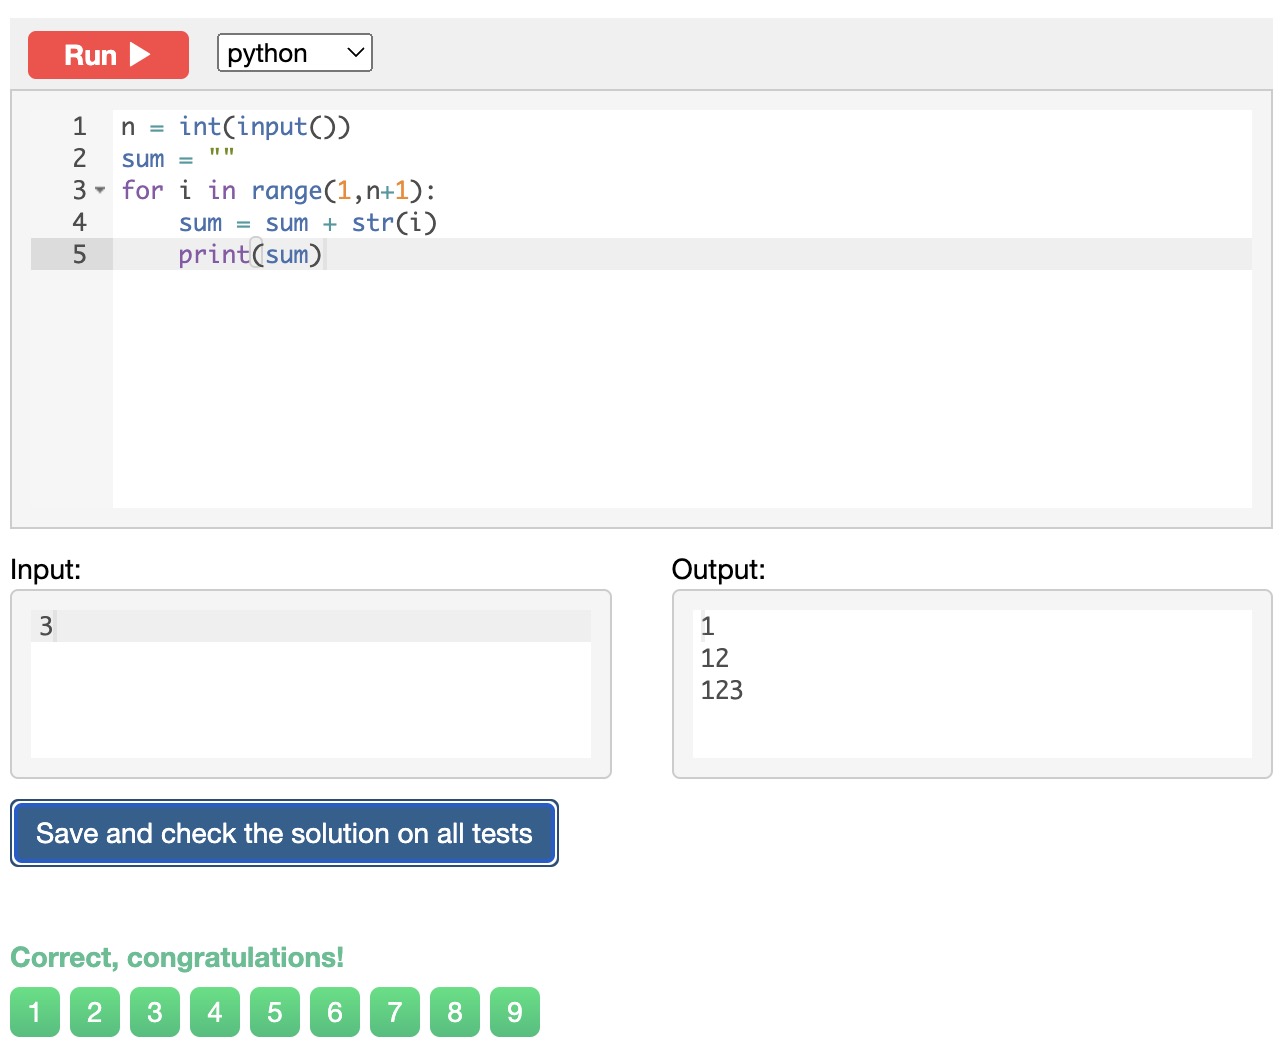 Run python
1 n = int(input())
2 sum = ""
3 for i in range(1,n+1):
4     sum = sum + str(i)
5     print(sum)
Input:
3
Output:
1
12
123
Save and check the solution on all tests
Correct, congratulations!
1 2 3 4 5 6 7 8 9